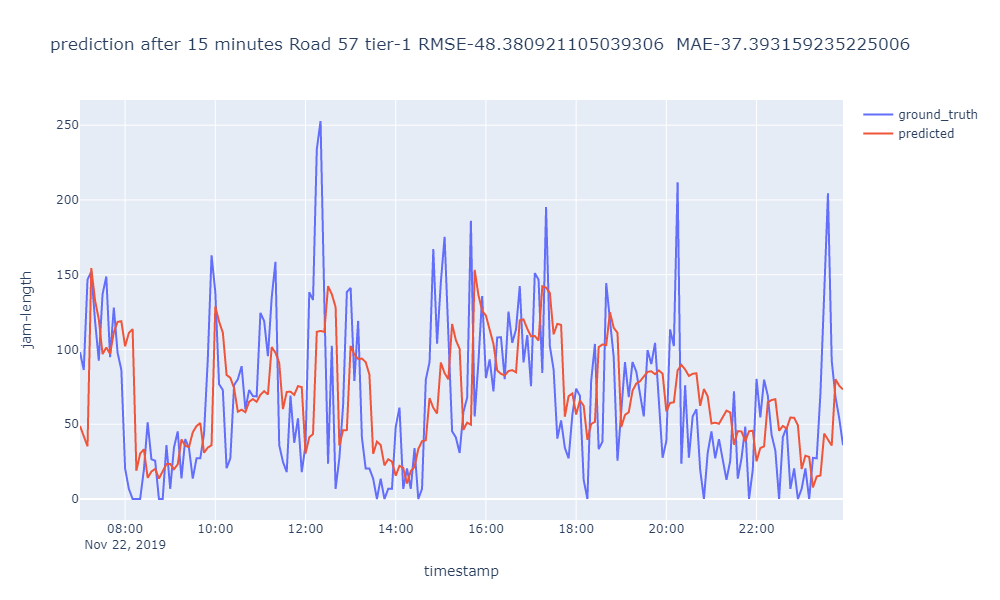 prediction after 15 minutes Road 57 tier-1 RMSE-48.380921105039306  MAE-37.393159235225006
ground_truth
predicted
250
200
150
100
50
0
jam-length
08:00 10:00 12:00 14:00 16:00 18:00 20:00 22:00
Nov 22, 2019
timestamp